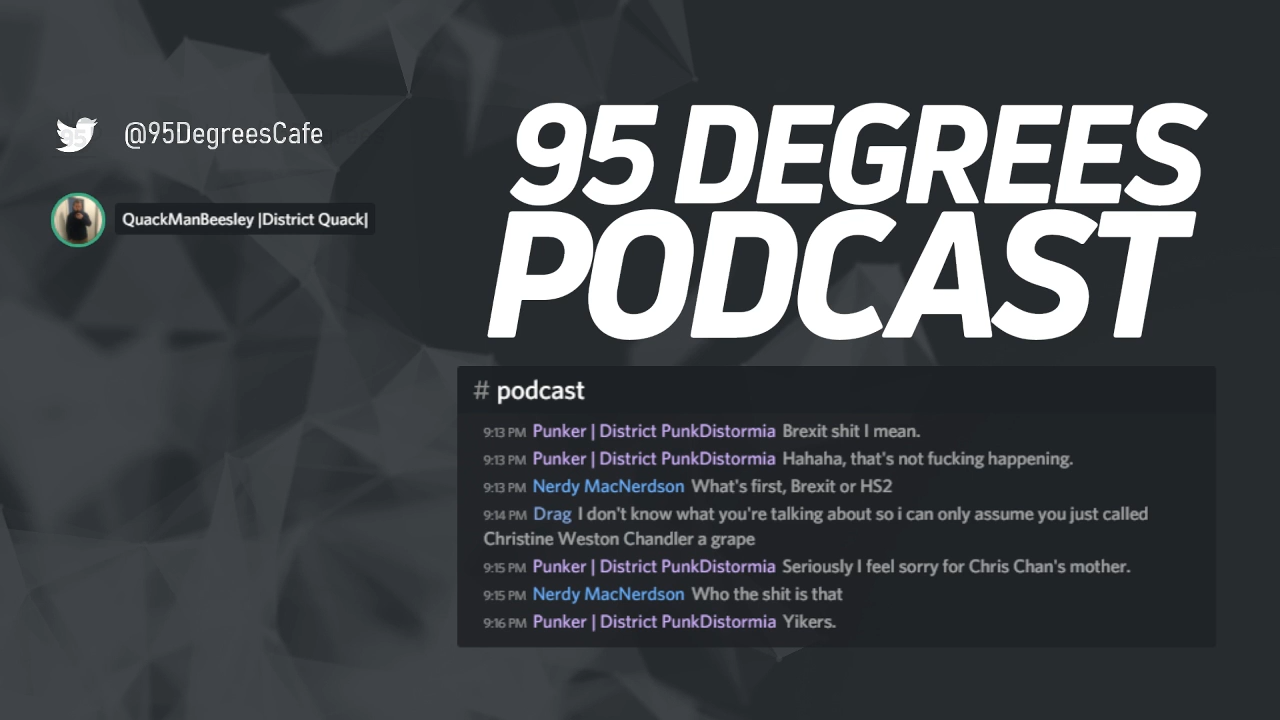 @95DegreesCafe
QuackManBeesley |District Quack|
95 DEGREES
PODCAST
# podcast
9:13 PM Punker | District PunkDistormia Brexit shit I mean.
9:13 PM Punker | District PunkDistormia Hahaha, that's not fucking happening.
9:13 PM Nerdy MacNerdson What's first, Brexit or HS2
9:14 PM Drag I don't know what you're talking about so i can only assume you just called
Christine Weston Chandler a grape
9:15 PM Punker | District PunkDistormia Seriously I feel sorry for Chris Chan's mother.
9:15 PM Nerdy MacNerdson Who the shit is that
9:16 PM Punker | District PunkDistormia Yikers.